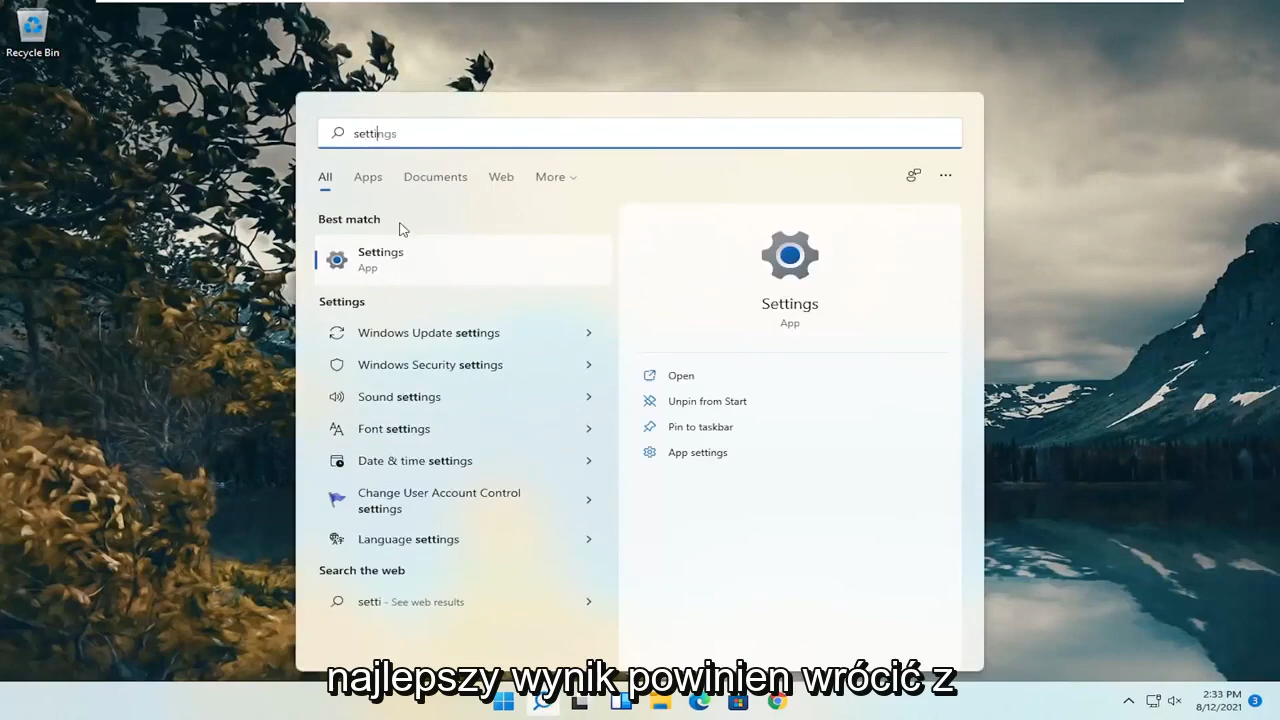 Recycle Bin
settings
All Apps Documents Web More
Best match
Settings
App
Settings
Windows Update settings
Windows Security settings
Sound settings
Font settings
Date & time settings
Change User Account Control
settings
Language settings
Search the web
setti - See web results
Settings
App
Open
Unpin from Start
Pin to taskbar
App settings
najlepszy wynik powinien wrócić z
2:33 PM
8/12/2021
3